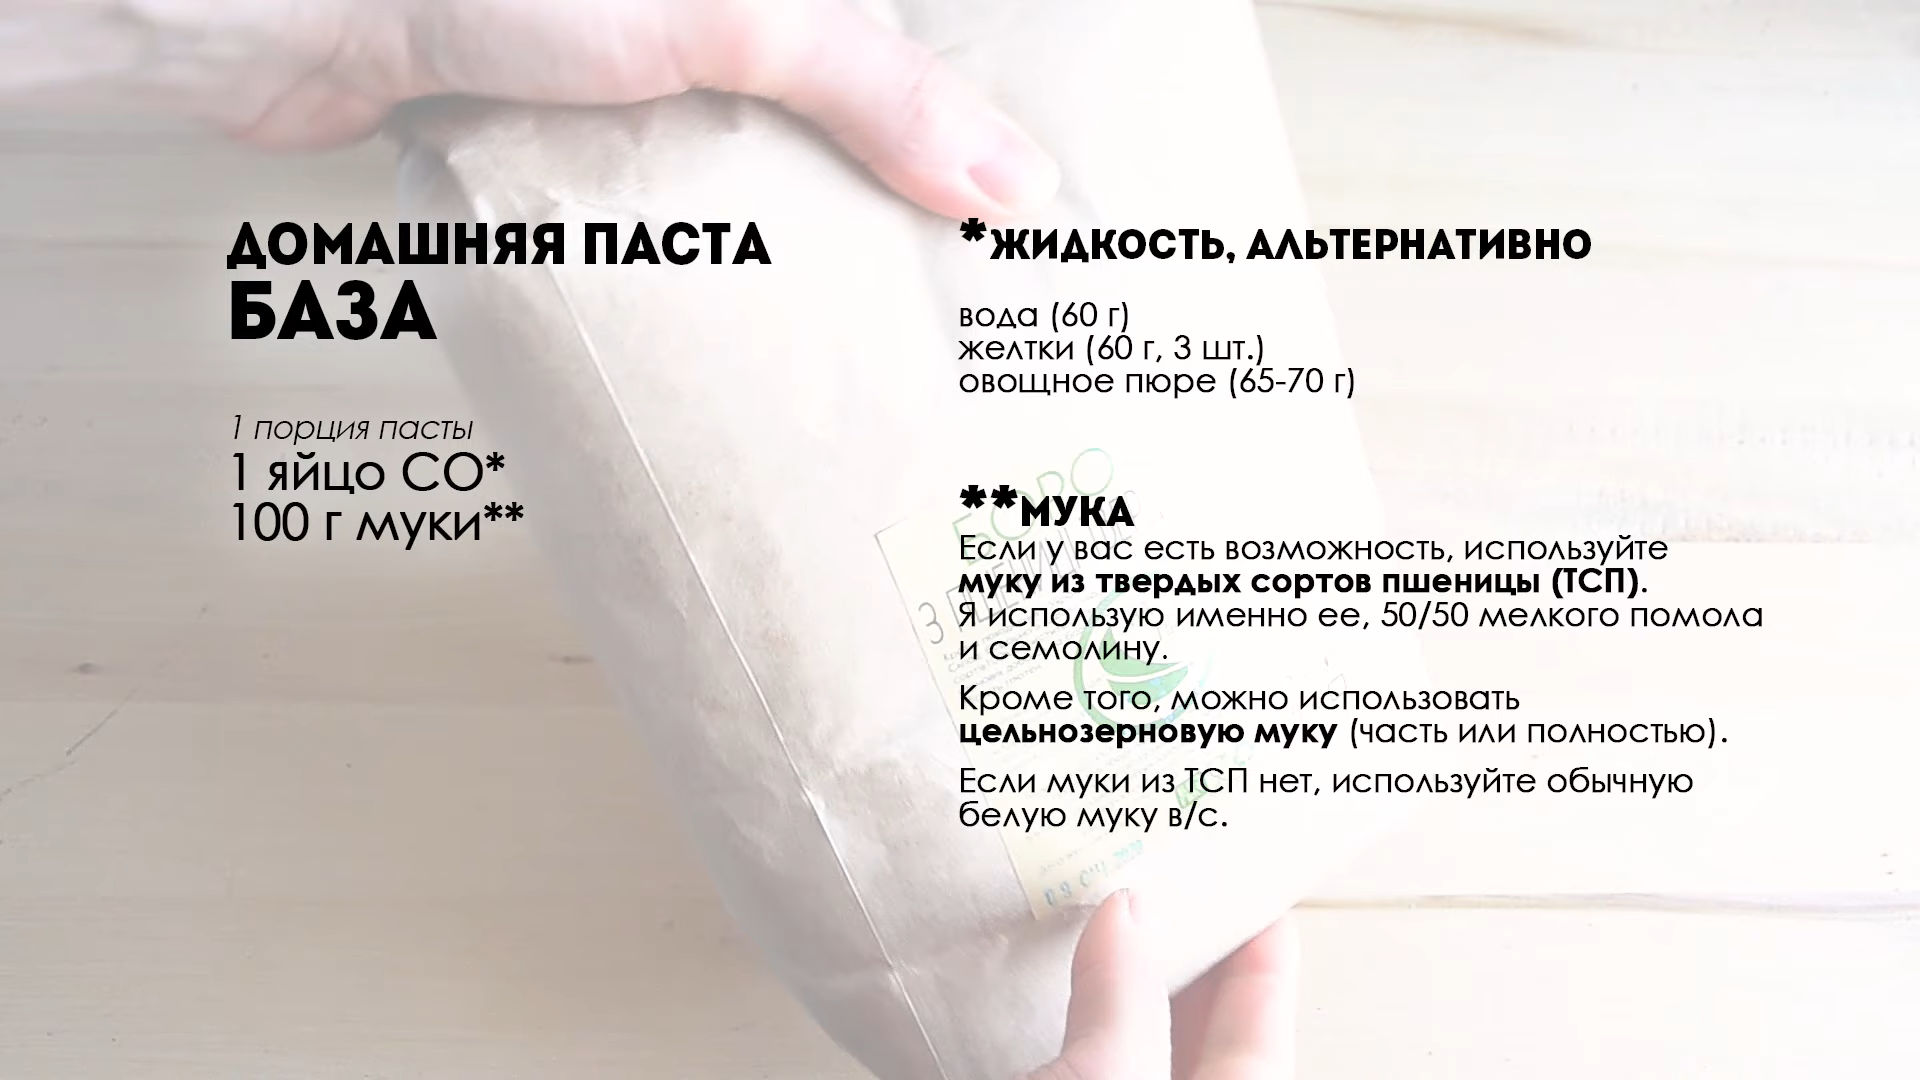 ДОМАШНЯЯ ПАСТА
БАЗА
1 порция пасты
1 яйцо СО*
100 г муки**
*ЖИДКОСТЬ, АЛЬТЕРНАТИВНО
вода (60 г)
желтки (60 г, 3 шт.)
овощное пюре (65-70 г)
**МУКА
Если у вас есть возможность, используйте
муку из твердых сортов пшеницы (ТСП).
Я использую именно ее, 50/50 мелкого помола
и семолину.
Кроме того, можно использовать
цельнозерновую муку (часть или полностью).
Если муки из ТСП нет, используйте обычную
белую муку в/с.